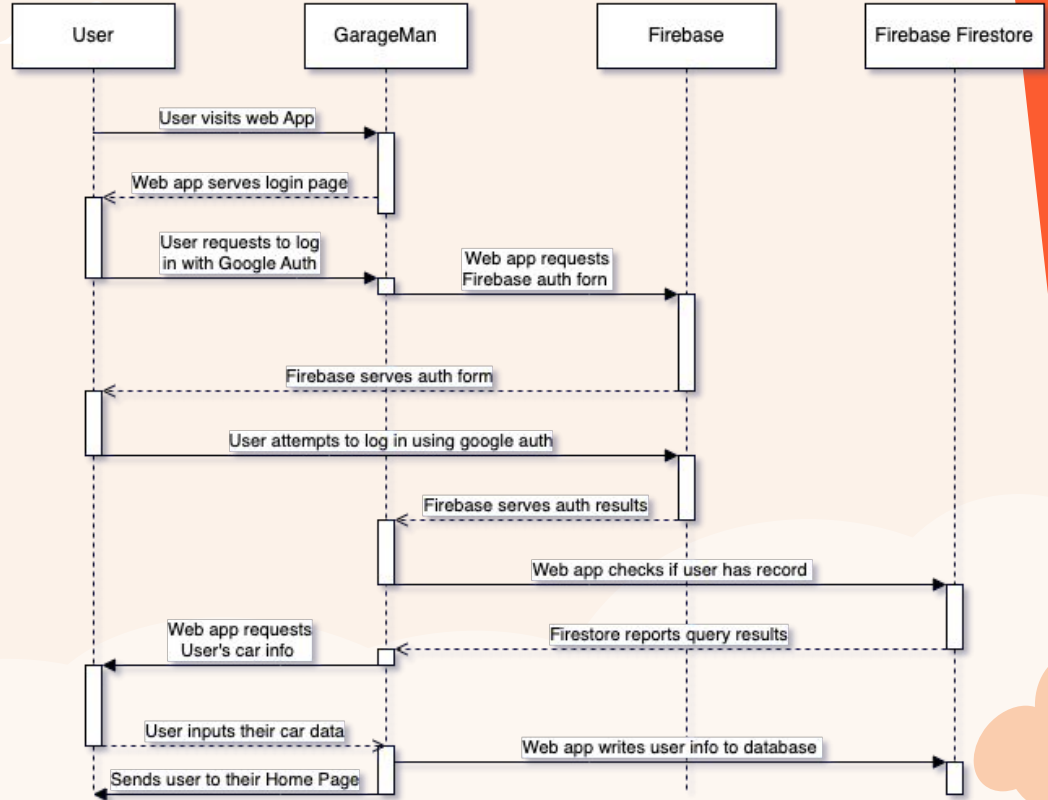 User
GarageMan
Firebase
Firebase Firestore
User visits web App
Web app serves login page
User requests to log
in with Google Auth
Web app requests
Firebase auth forn
Firebase serves auth form
User attempts to log in using google auth
Firebase serves auth results
Web app checks if user has record
Web app requests
User's car info
Firestore reports query results
User inputs their car data
Web app writes user info to database
Sends user to their Home Page